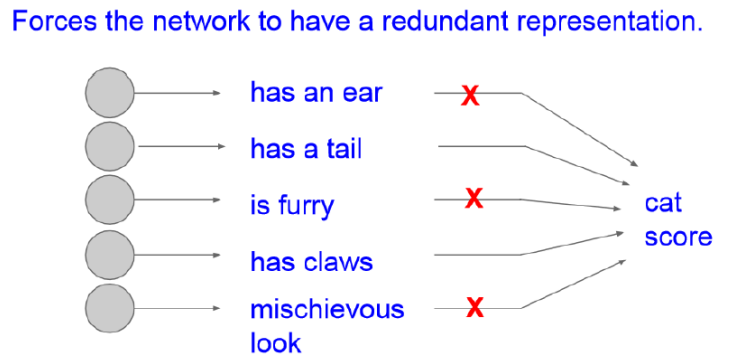 Forces the network to have a redundant representation.
has an ear
X
has a tail
is furry
X
has claws
mischievous
look
X
cat
score